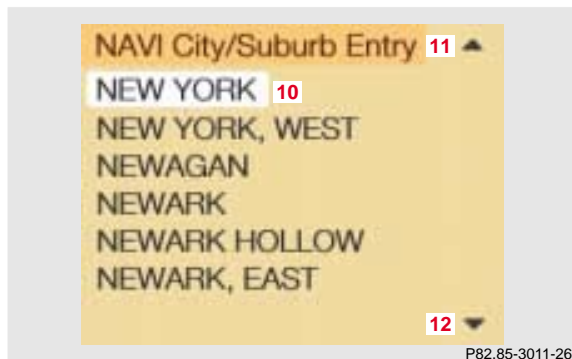 NAVI City/Suburb Entry 11
NEW YORK 10
NEW YORK, WEST
NEWAGAN
NEWARK
NEWARK HOLLOW
NEWARK, EAST
12
P82.85-3011-26